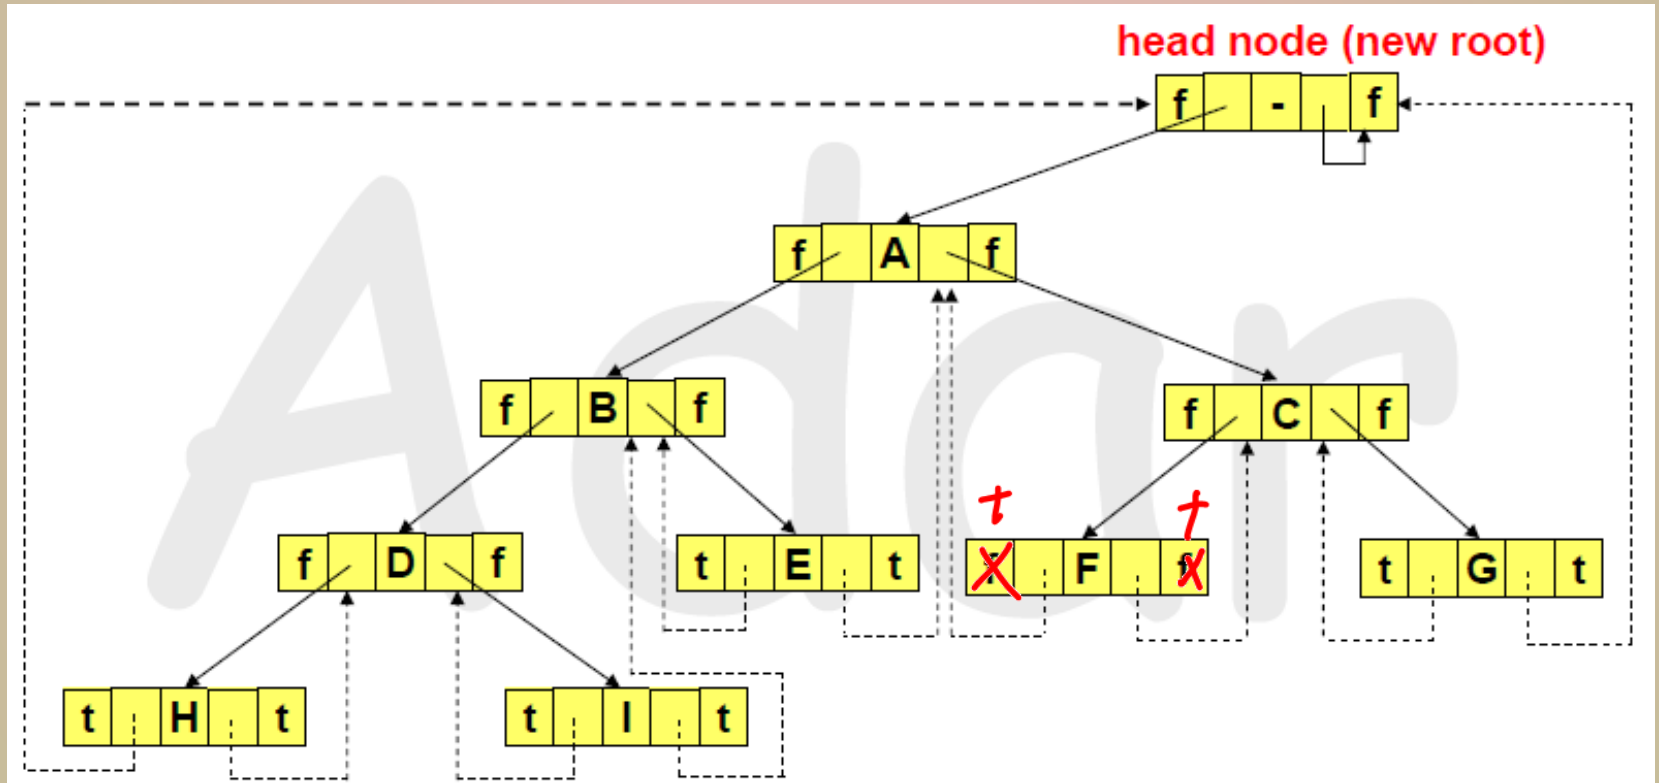 head node (new root)
f - f
Adar
f A f
f B f
f C f
t t
f D f
t E t
f F f
t G t
t H t
t I t